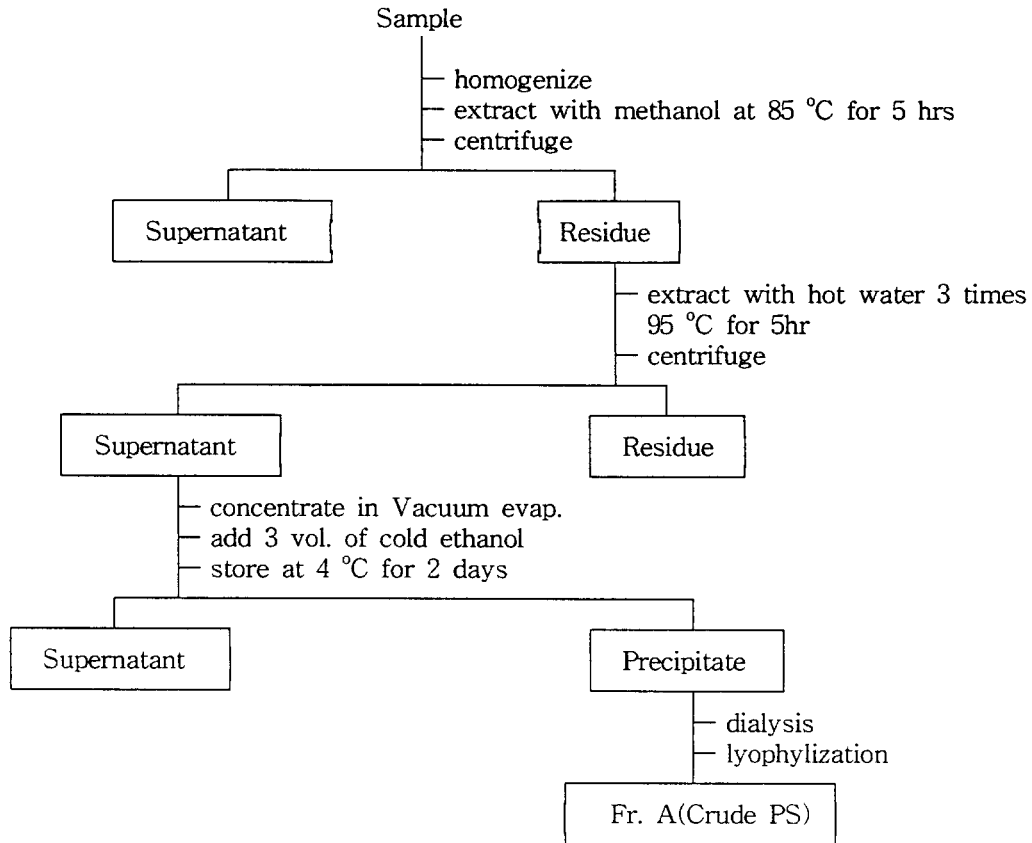 Sample
homogenize
extract with methanol at 85 °C for 5 hrs
centrifuge
Supernatant
Residue
extract with hot water 3 times
95 °C for 5hr
centrifuge
Supernatant
Residue
concentrate in Vacuum evap.
add 3 vol. of cold ethanol
store at 4 °C for 2 days
Supernatant
Precipitate
dialysis
lyophylization
Fr. A(Crude PS)